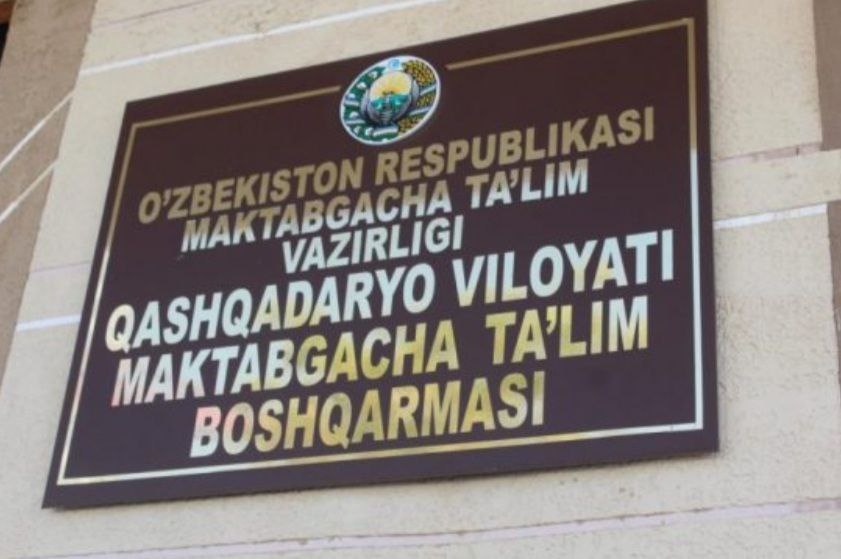 O'ZBEKISTON RESPUBLIKASI
MAKTABGACHA TA'LIM
VAZIRLIGI
QASHQADARYO VILOYATI
MAKTABGACHA TA'LIM
BOSHQARMASI